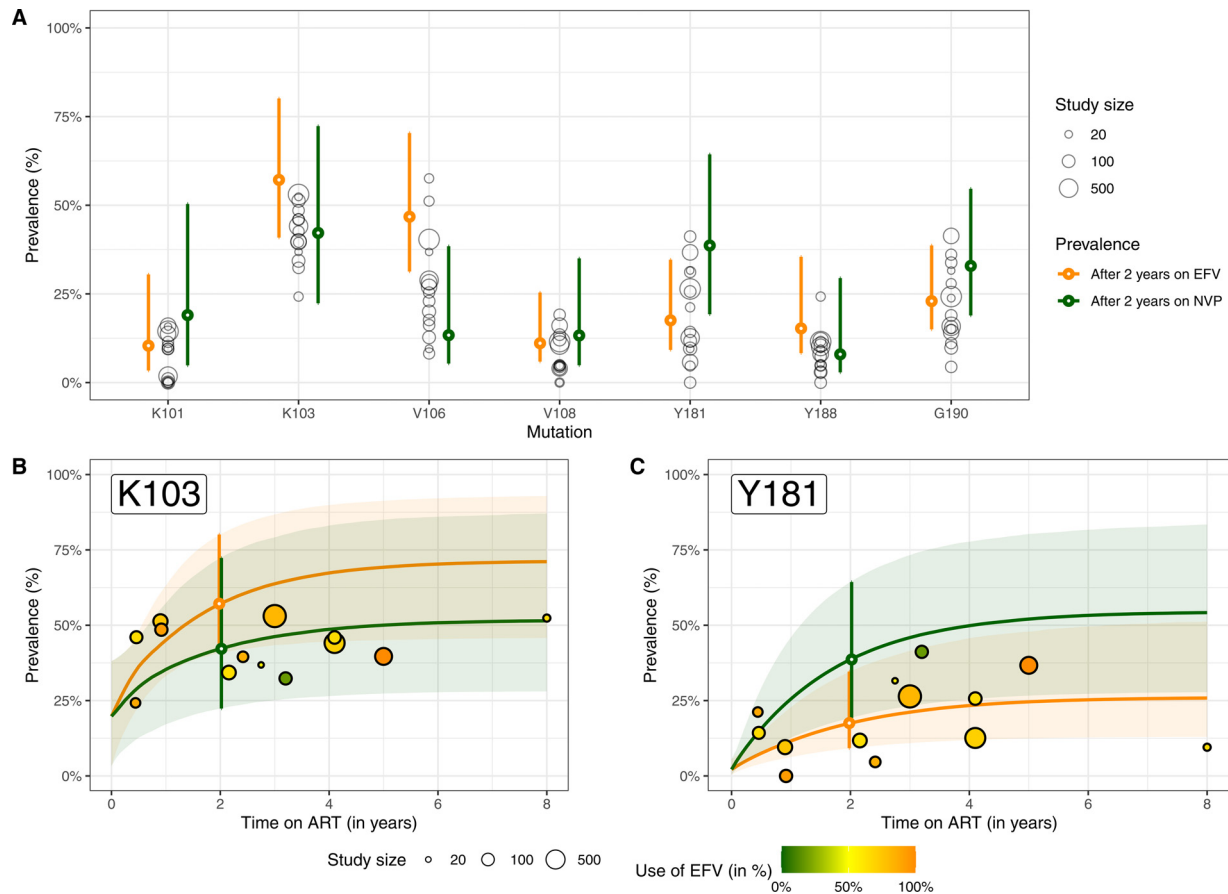 A
100%
75%
50%
25%
0%
Prevalence (%)
K101 K103 V106 V108 Y181 Y188 G190
Mutation
Study size
20
100
500
Prevalence
After 2 years on EFV
After 2 years on NVP
B
K103
100%
75%
50%
25%
0%
Prevalence (%)
0 2 4 6 8
Time on ART (in years)
C
Y181
100%
75%
50%
25%
0%
Prevalence (%)
0 2 4 6 8
Time on ART (in years)
Study size 20 100 500
Use of EFV (in %)
0% 50% 100%